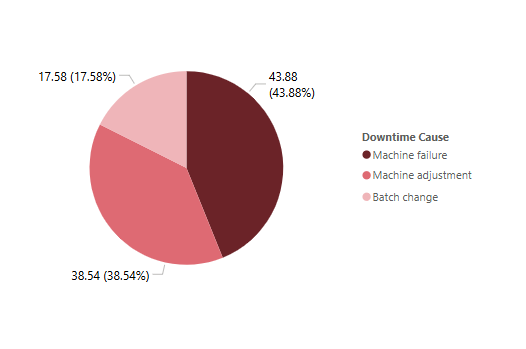 17.58 (17.58%)
43.88
(43.88%)
38.54 (38.54%)
Downtime Cause
Machine failure
Machine adjustment
Batch change